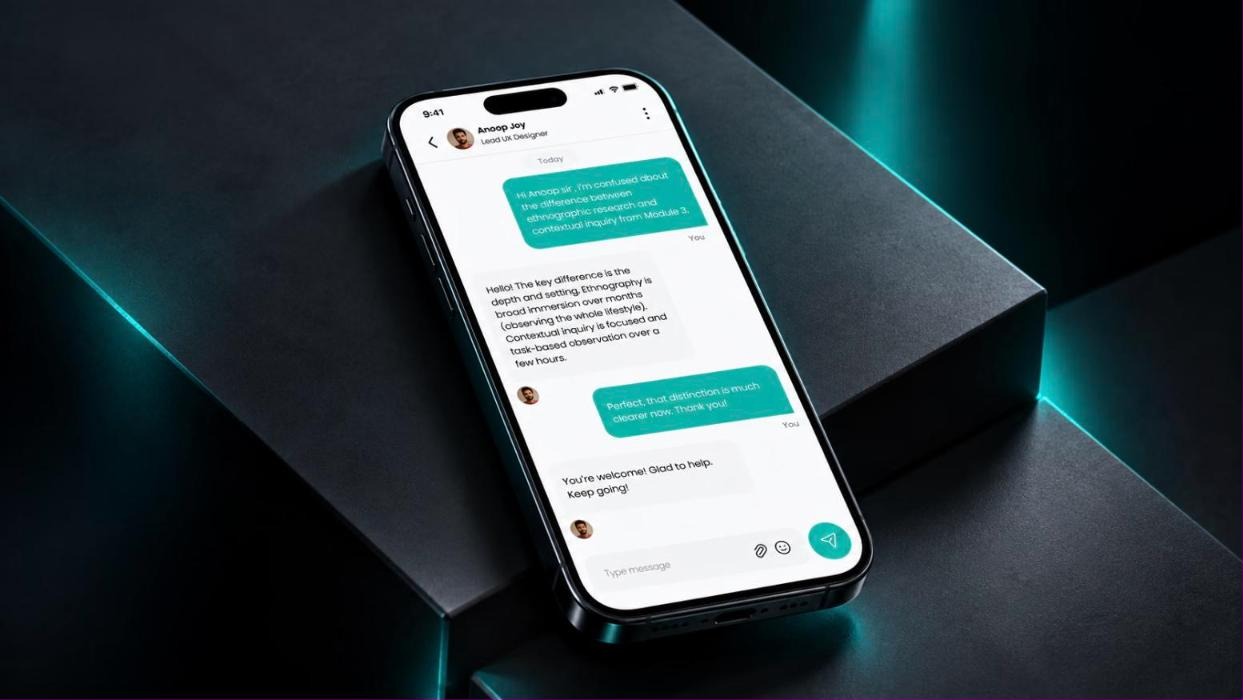 9:41
Anoop Joy
Lead UX Designer
Today
Hi Anoop sir , I'm confused about
the difference between
ethnographic research and
contextual inquiry from Module 3.
You
Hello! The key difference is the
depth and setting, Ethnography is
broad immersion over months
(observing the whole lifestyle).
Contextual inquiry is focused and
task-based observation over a
few hours.
Perfect, that distinction is much
clearer now. Thank you!
You
You're welcome! Glad to help.
Keep going!
Type message